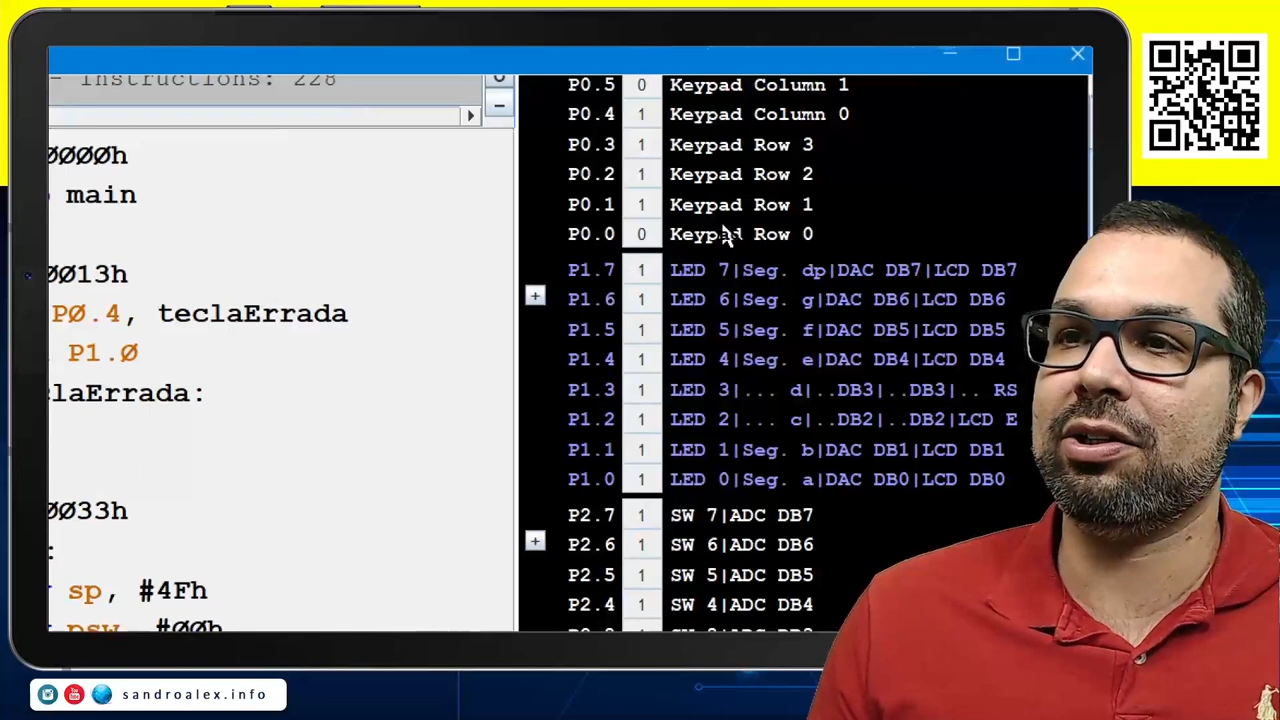 Instructions: 228
ØØØØh
main
ØØ13h
PØ.4, teclaErrada
P1.Ø
claErrada:
ØØ33h
:
sp, #4Fh
psw, #ØØh
P0.5 0 Keypad Column 1
P0.4 1 Keypad Column 0
P0.3 1 Keypad Row 3
P0.2 1 Keypad Row 2
P0.1 1 Keypad Row 1
P0.0 0 Keypad Row 0
P1.7 1 LED 7|Seg. dp|DAC DB7|LCD DB7
P1.6 1 LED 6|Seg. g|DAC DB6|LCD DB6
P1.5 1 LED 5|Seg. f|DAC DB5|LCD DB5
P1.4 1 LED 4|Seg. e|DAC DB4|LCD DB4
P1.3 1 LED 3|... d|..DB3|..DB3|.. RS
P1.2 1 LED 2|... c|..DB2|..DB2|LCD E
P1.1 1 LED 1|Seg. b|DAC DB1|LCD DB1
P1.0 1 LED 0|Seg. a|DAC DB0|LCD DB0
P2.7 1 SW 7|ADC DB7
P2.6 1 SW 6|ADC DB6
P2.5 1 SW 5|ADC DB5
P2.4 1 SW 4|ADC DB4
sandroalex.info